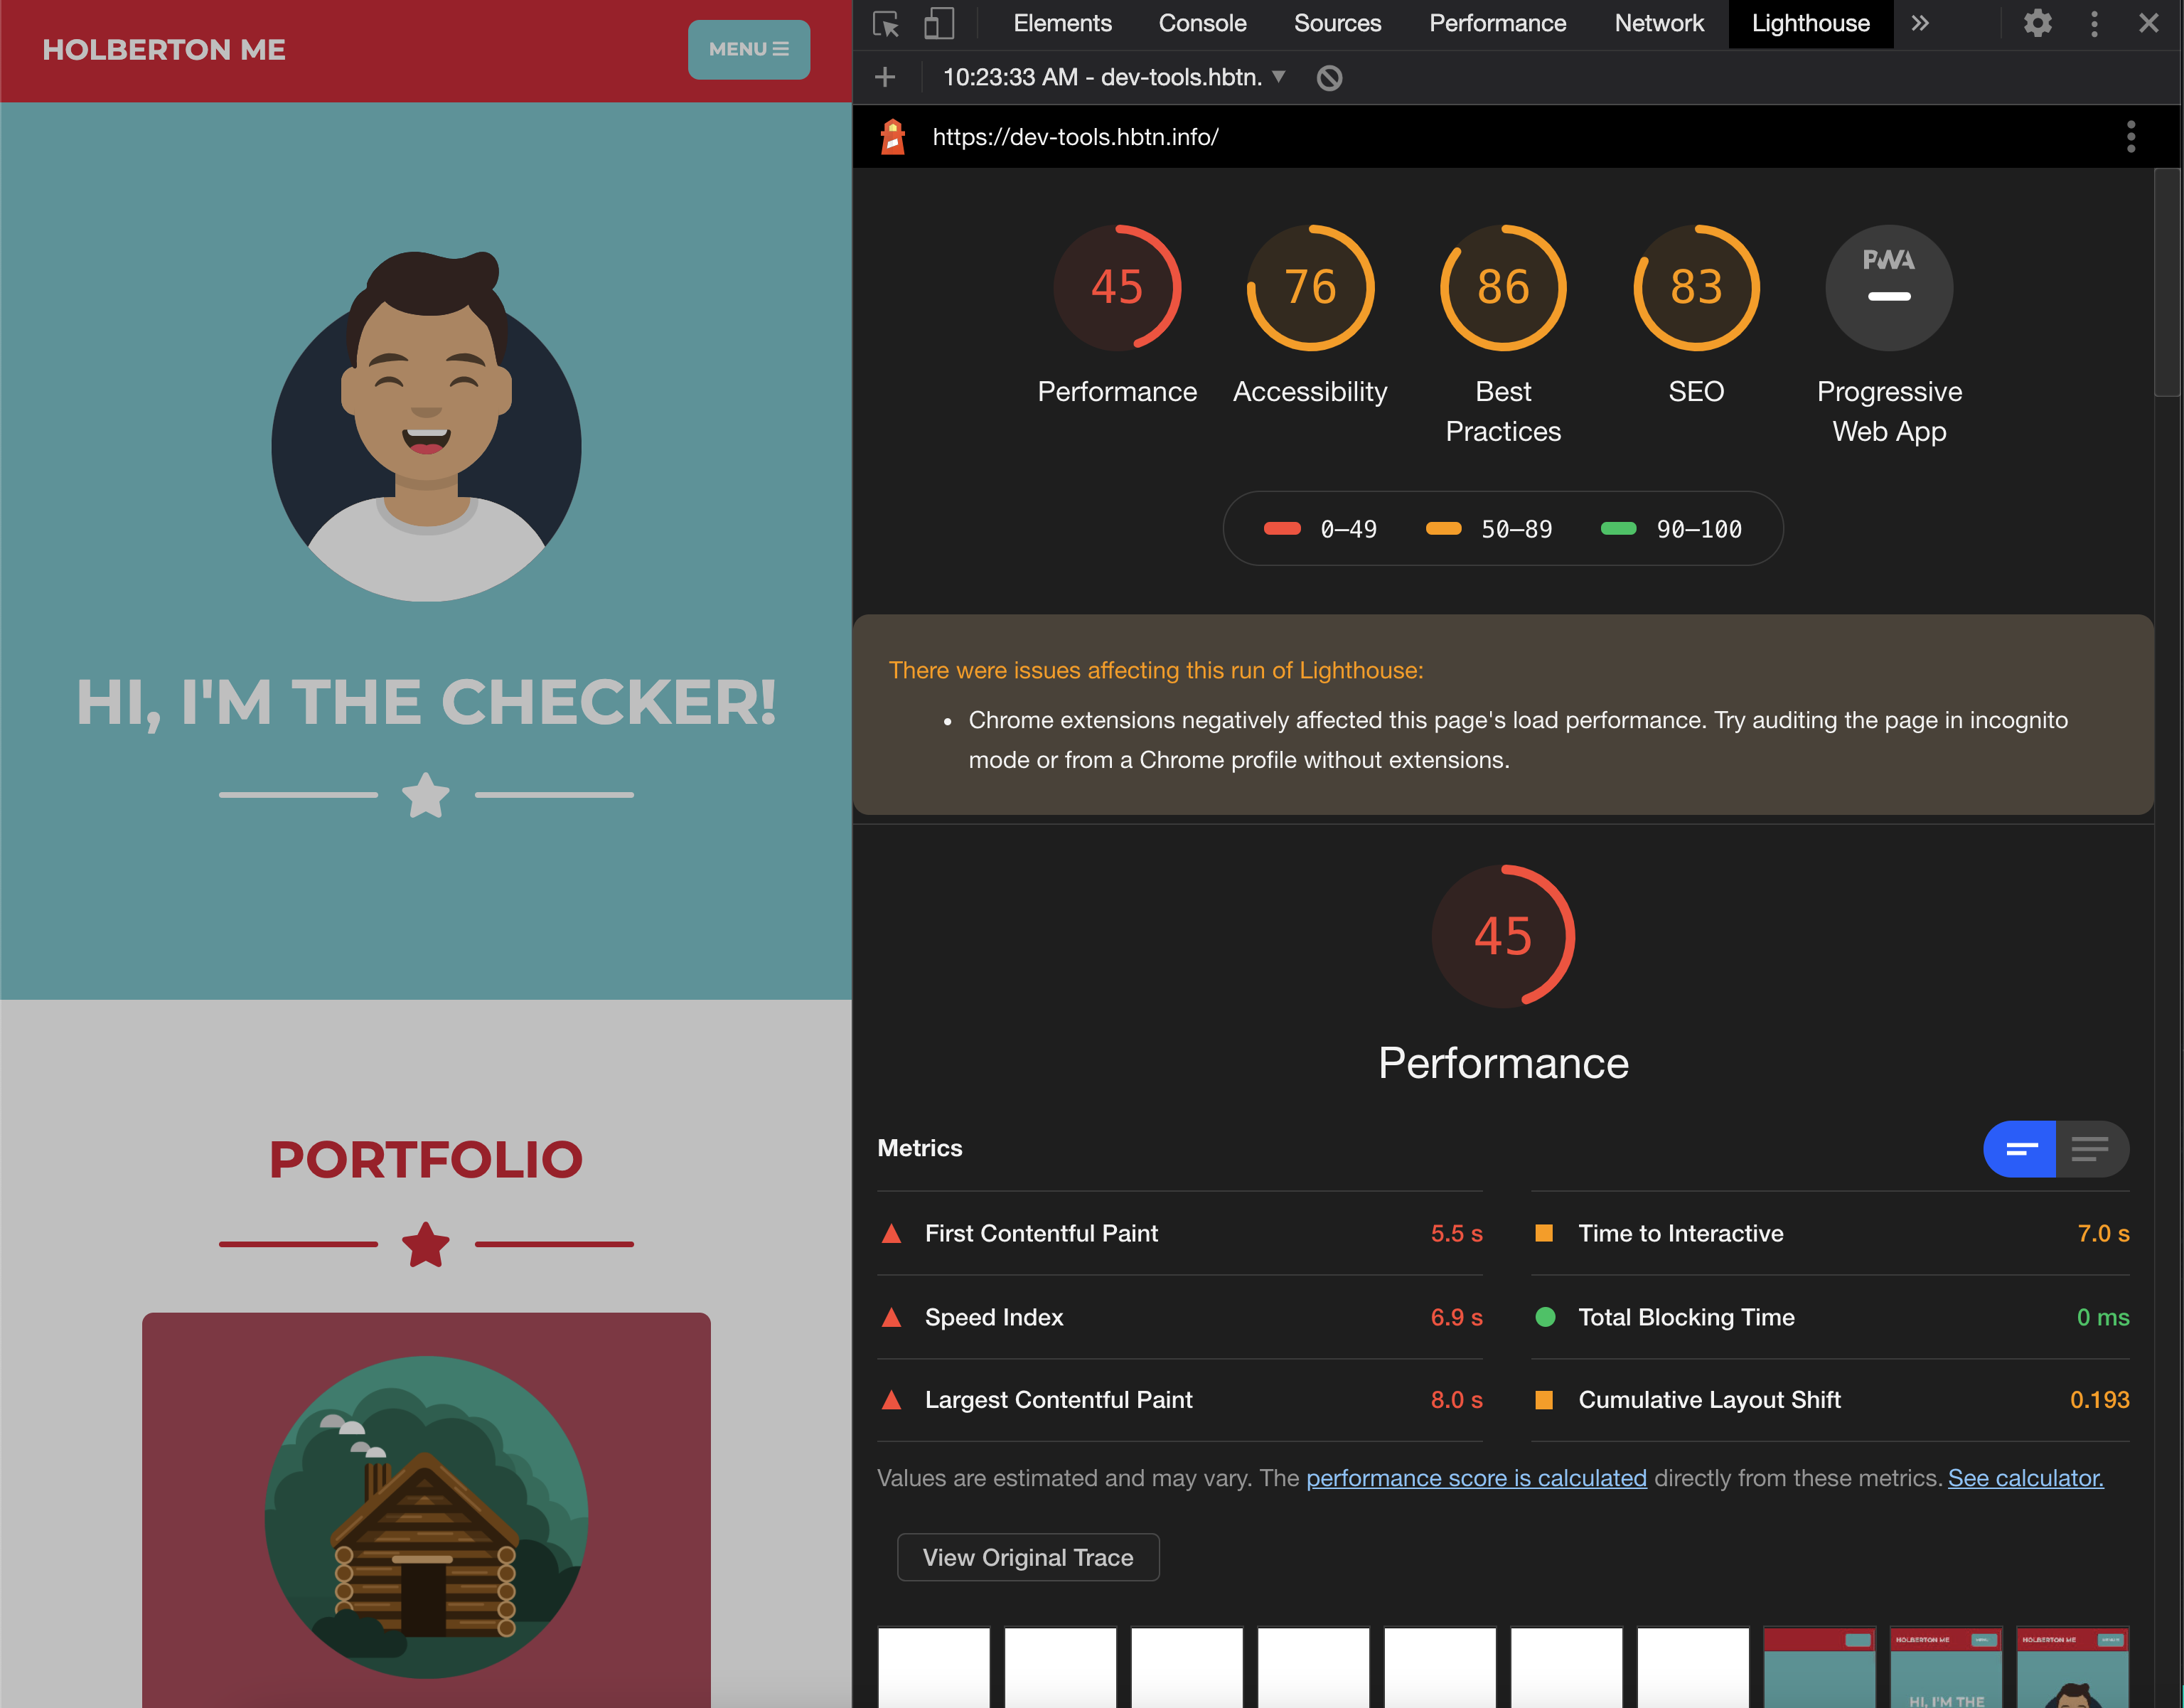 HOLBERTON ME
MENU
HI, I'M THE CHECKER!
PORTFOLIO
Elements Console Sources Performance Network Lighthouse
10:23:33 AM - dev-tools.hbtn.
https://dev-tools.hbtn.info/
45 76 86 83 PWA
Performance Accessibility Best Practices SEO Progressive Web App
0–49 50–89 90–100
There were issues affecting this run of Lighthouse:
• Chrome extensions negatively affected this page's load performance. Try auditing the page in incognito
mode or from a Chrome profile without extensions.
45
Performance
Metrics
First Contentful Paint 5.5 s Time to Interactive 7.0 s
Speed Index 6.9 s Total Blocking Time 0 ms
Largest Contentful Paint 8.0 s Cumulative Layout Shift 0.193
Values are estimated and may vary. The performance score is calculated directly from these metrics. See calculator.
View Original Trace
HOLBERTON ME HOLBERTON ME
HI, I'M THE